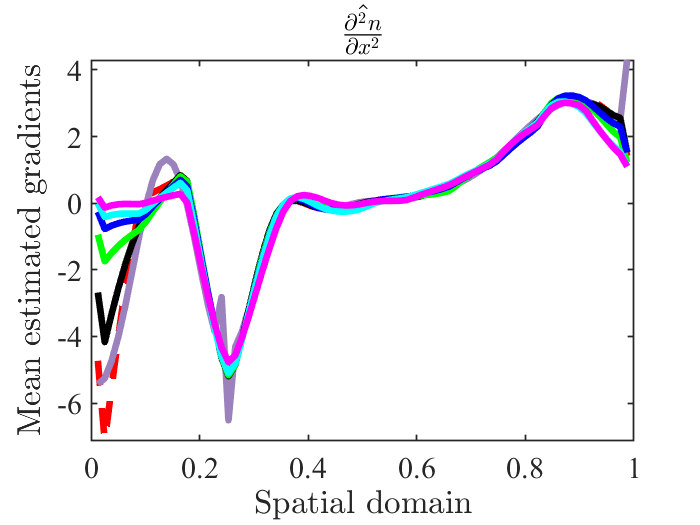 ∂²n̂
∂x²
Mean estimated gradients
4
2
0
-2
-4
-6
0 0.2 0.4 0.6 0.8 1
Spatial domain